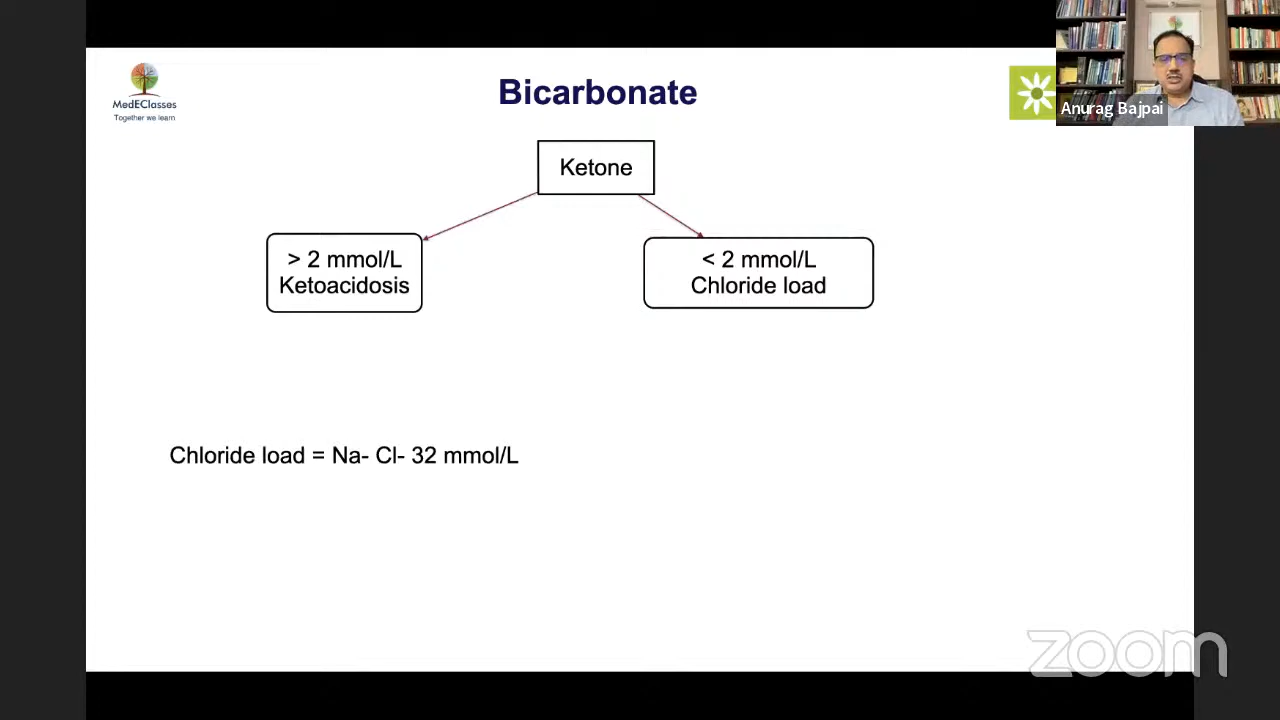 MedEClasses
Together we learn
Bicarbonate
Anurag Bajpai
Ketone
> 2 mmol/L
Ketoacidosis
< 2 mmol/L
Chloride load
Chloride load = Na- Cl- 32 mmol/L
zoom